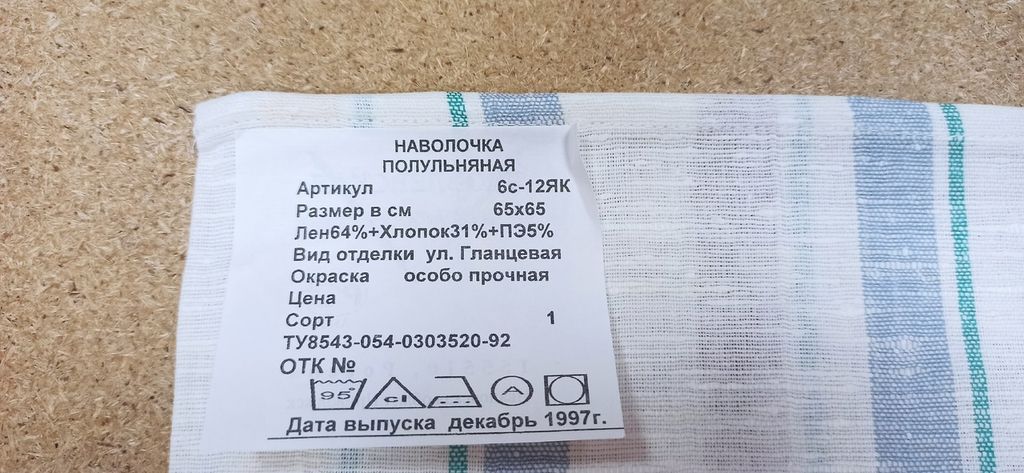 НАВОЛОЧКА
ПОЛУЛЬНЯНАЯ
Артикул 6с-12ЯК
Размер в см 65х65
Лен64%+Хлопок31%+ПЭ5%
Вид отделки ул. Гланцевая
Окраска особо прочная
Цена
Сорт 1
ТУ8543-054-0303520-92
ОТК №
95° cl A
Дата выпуска декабрь 1997г.